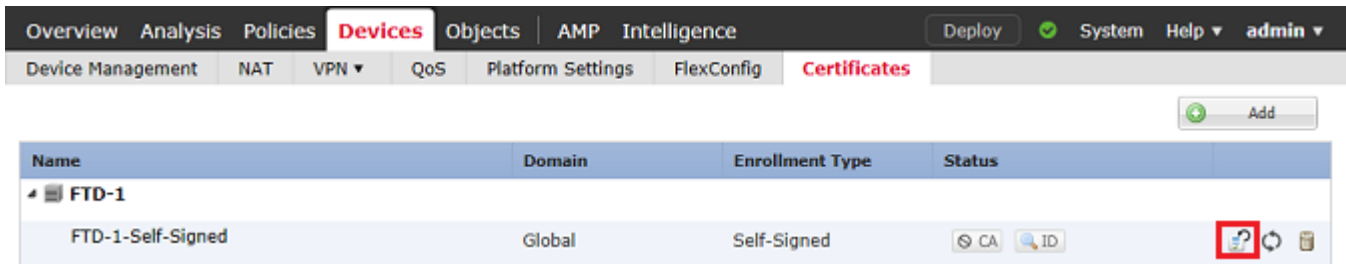 Overview Analysis Policies Devices Objects AMP Intelligence Deploy System Help admin
Device Management NAT VPN QoS Platform Settings FlexConfig Certificates
Add
Name Domain Enrollment Type Status
FTD-1
FTD-1-Self-Signed Global Self-Signed CA ID